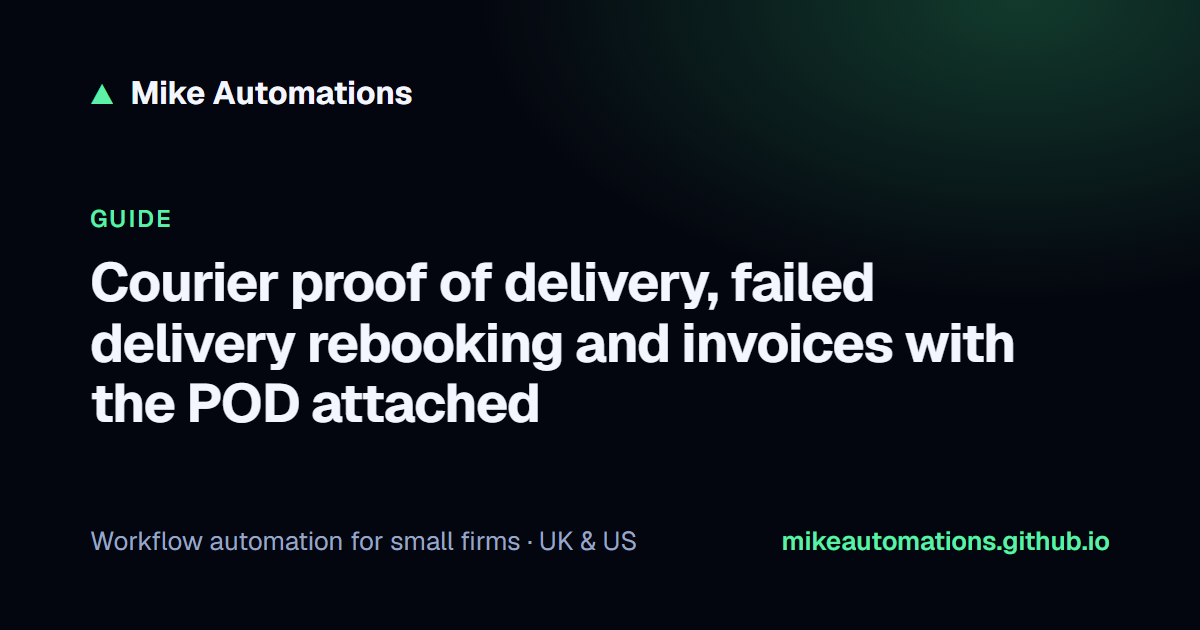 Mike Automations
GUIDE
Courier proof of delivery, failed
delivery rebooking and invoices with
the POD attached
Workflow automation for small firms · UK & US
mikeautomations.github.io